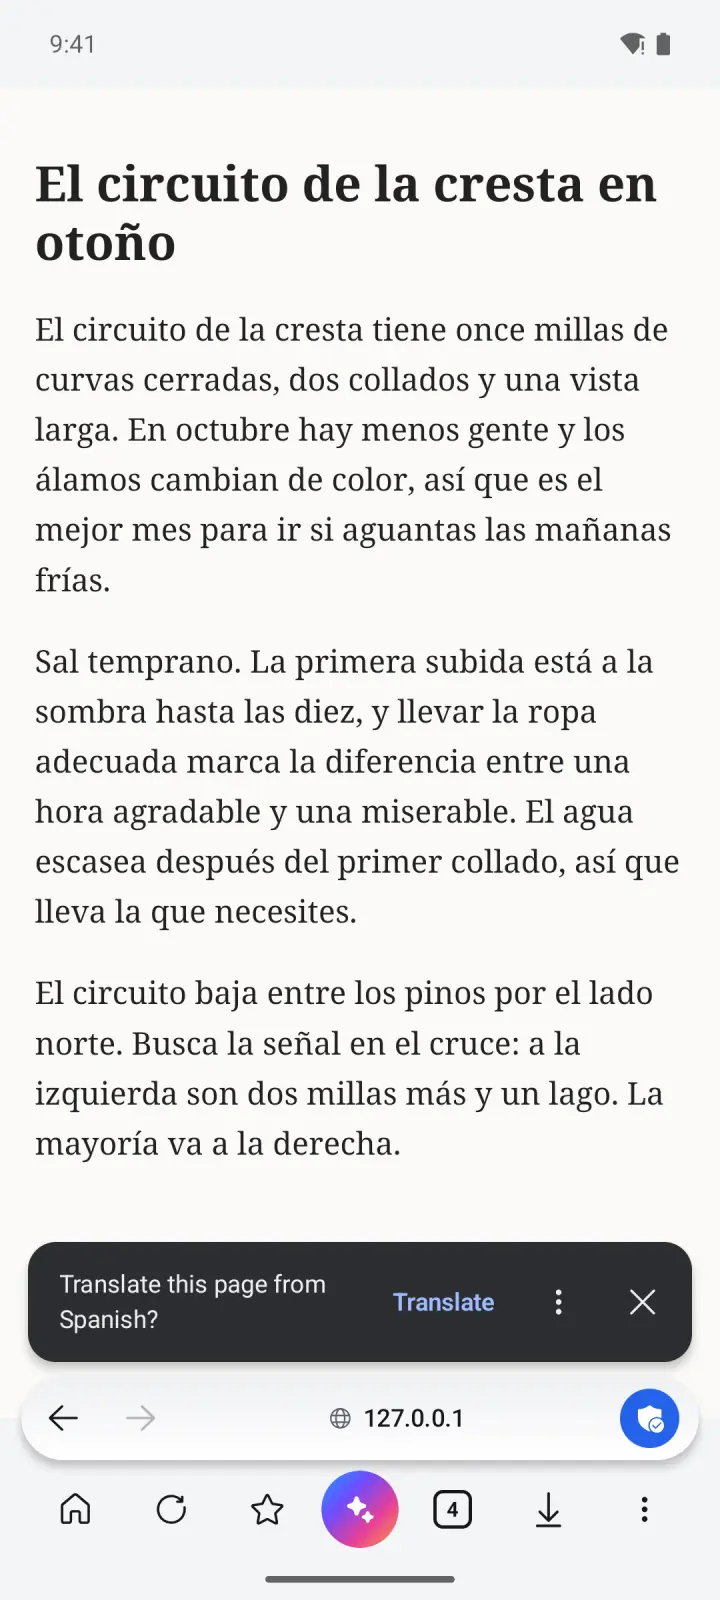 9:41
El circuito de la cresta en
otoño
El circuito de la cresta tiene once millas de
curvas cerradas, dos collados y una vista
larga. En octubre hay menos gente y los
álamos cambian de color, así que es el
mejor mes para ir si aguantas las mañanas
frías.
Sal temprano. La primera subida está a la
sombra hasta las diez, y llevar la ropa
adecuada marca la diferencia entre una
hora agradable y una miserable. El agua
escasea después del primer collado, así que
lleva la que necesites.
El circuito baja entre los pinos por el lado
norte. Busca la señal en el cruce: a la
izquierda son dos millas más y un lago. La
mayoría va a la derecha.
Translate this page from
Spanish?
Translate
127.0.0.1
4